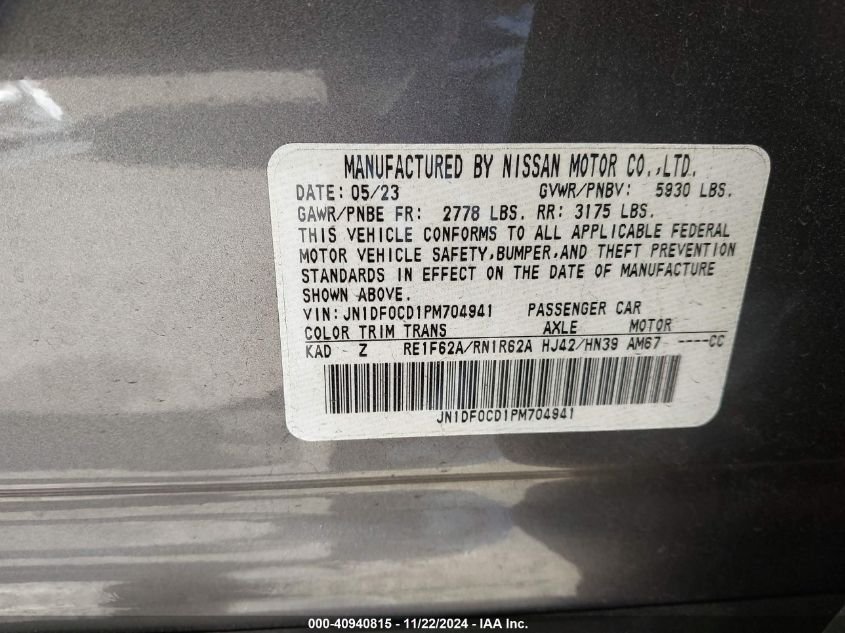 MANUFACTURED BY NISSAN MOTOR CO.,LTD.
DATE: 05/23 GVWR/PNBV: 5930 LBS.
GAWR/PNBE FR: 2778 LBS. RR: 3175 LBS.
THIS VEHICLE CONFORMS TO ALL APPLICABLE FEDERAL
MOTOR VEHICLE SAFETY,BUMPER,AND THEFT PREVENTION
STANDARDS IN EFFECT ON THE DATE OF MANUFACTURE
SHOWN ABOVE.
VIN: JN1DF0CD1PM704941 PASSENGER CAR
COLOR TRIM TRANS AXLE MOTOR
KAD Z RE1F62A/RN1R62A HJ42/HN39 AM67 ----CC
JN1DF0CD1PM704941
000-40940815 - 11/22/2024 - IAA Inc.